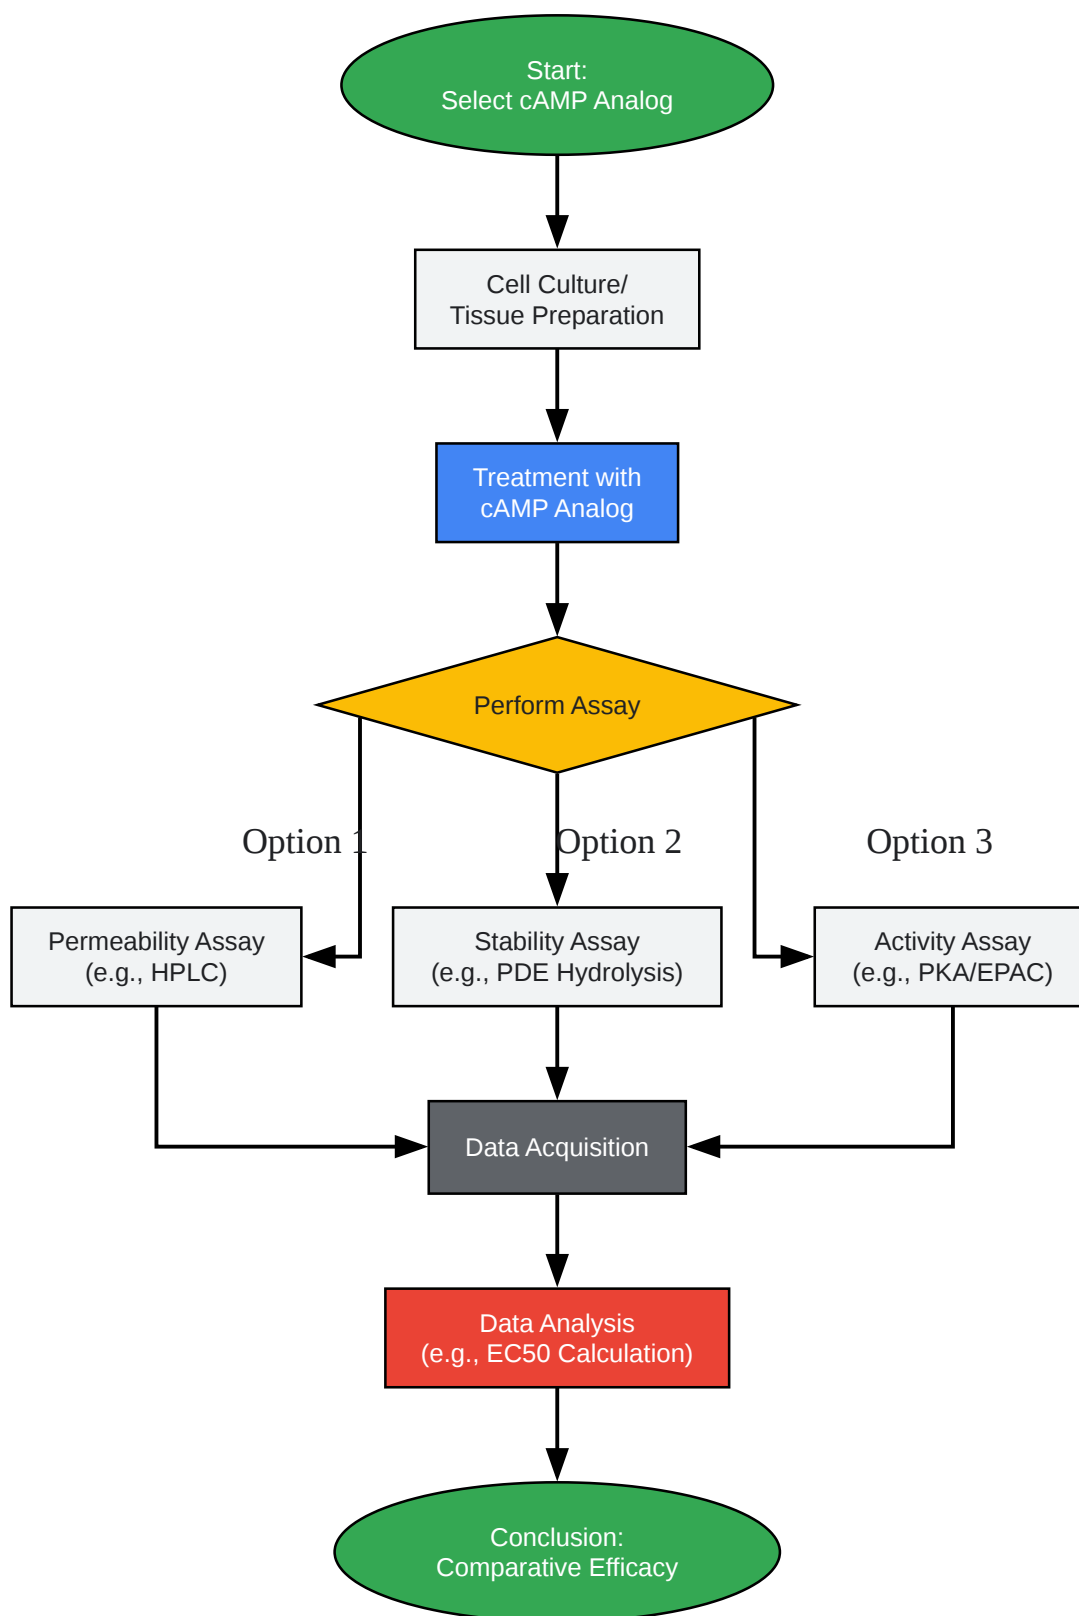 Start:
Select cAMP Analog
Cell Culture/
Tissue Preparation
Treatment with
cAMP Analog
Perform Assay
Option 1
Option 2
Option 3
Permeability Assay
(e.g., HPLC)
Stability Assay
(e.g., PDE Hydrolysis)
Activity Assay
(e.g., PKA/EPAC)
Data Acquisition
Data Analysis
(e.g., EC50 Calculation)
Conclusion:
Comparative Efficacy